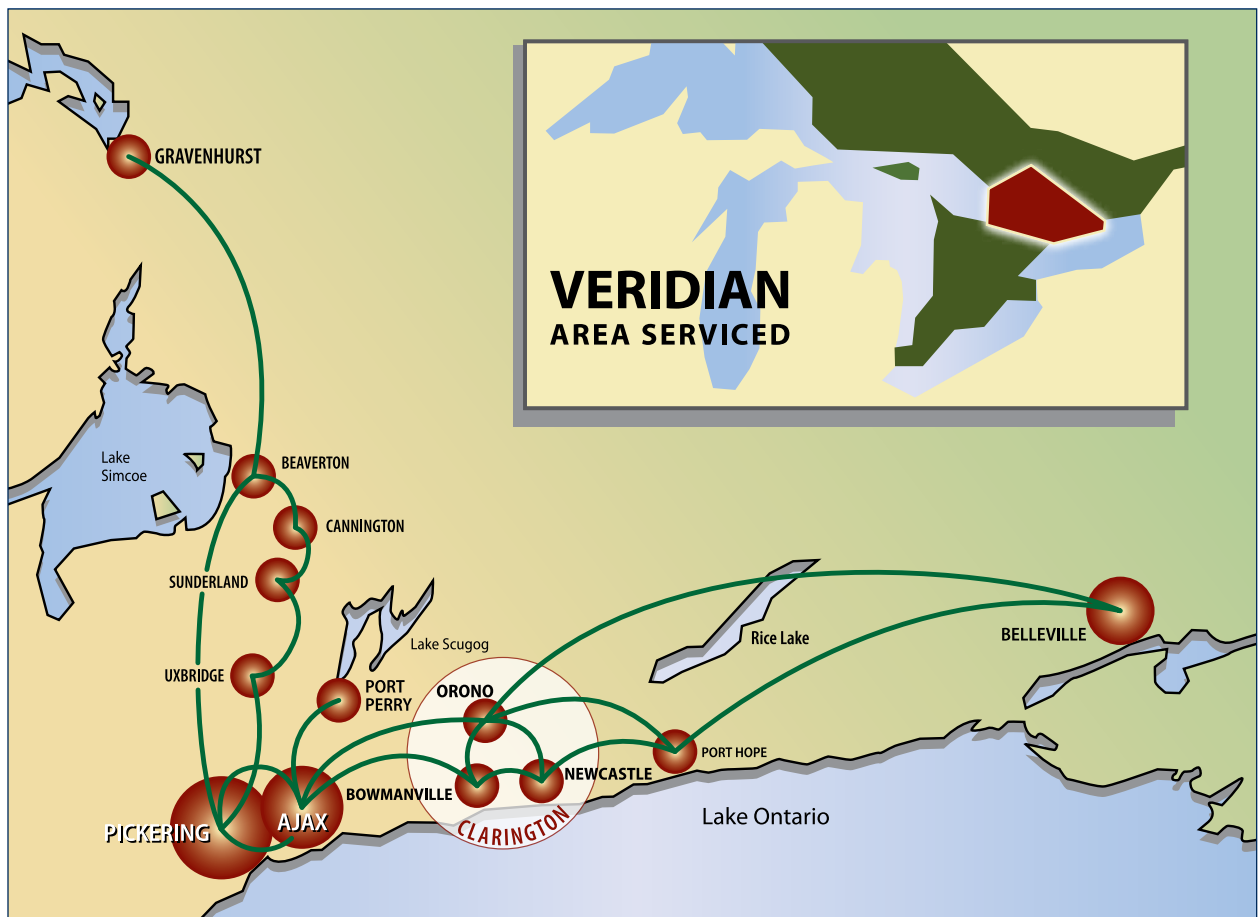 GRAVENHURST
VERIDIAN
AREA SERVICED
Lake
Simcoe
BEAVERTON
CANNINGTON
SUNDERLAND
Lake Scugog
Rice Lake
BELLEVILLE
UXBRIDGE
PORT
PERRY
ORONO
PORT HOPE
NEWCASTLE
BOWMANVILLE
CLARINGTON
PICKERING
AJAX
Lake Ontario